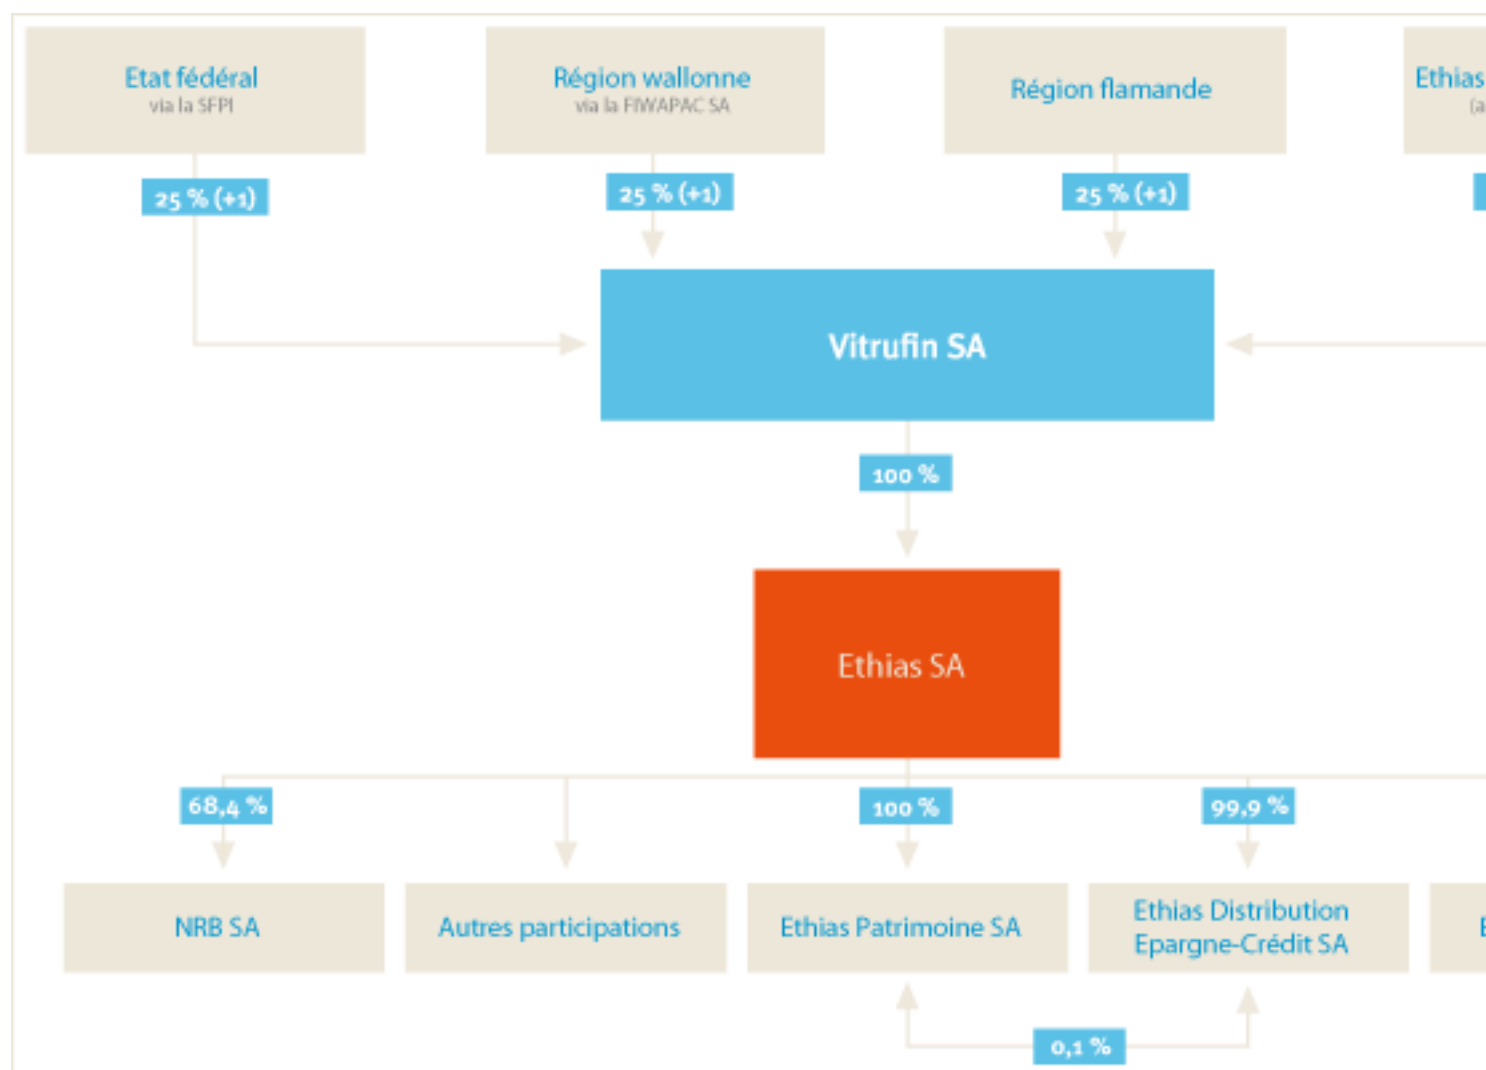 Etat fédéral
via la SFPI
Région wallonne
via la FIWAPAC SA
Région flamande
Ethias
25 % (+1)
25 % (+1)
25 % (+1)
Vitrufin SA
100 %
Ethias SA
68,4 %
100 %
99,9 %
NRB SA
Autres participations
Ethias Patrimoine SA
Ethias Distribution
Epargne-Crédit SA
0,1 %